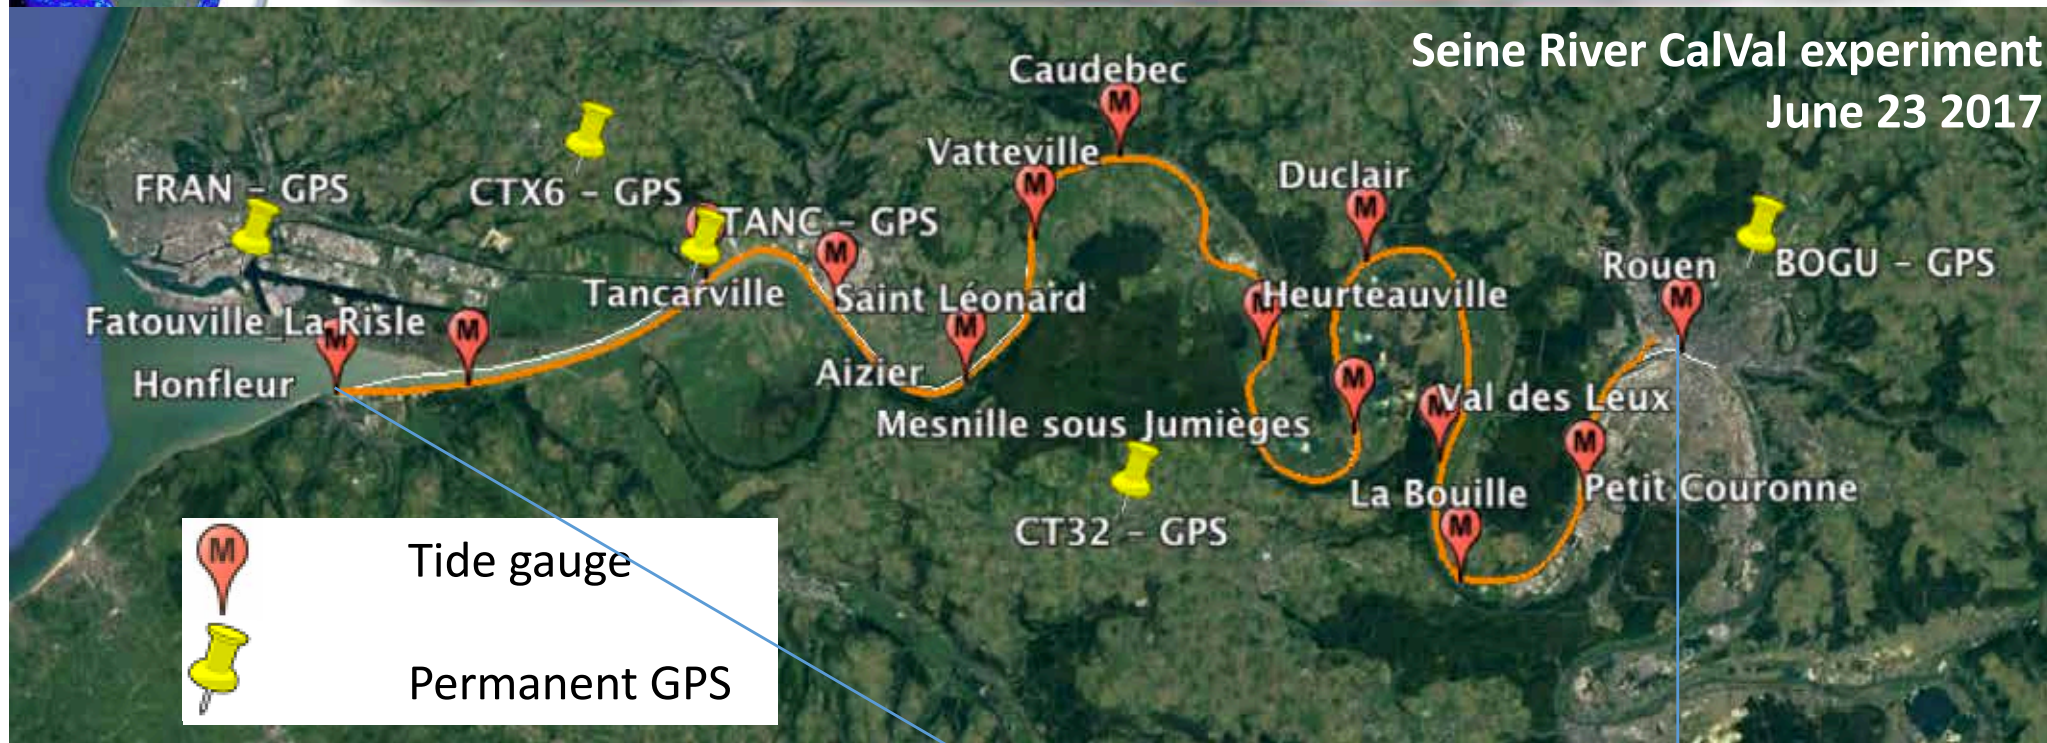 Seine River CalVal experiment
June 23 2017
Caudebec
Vatteville
Duclair
FRAN - GPS
CTX6 - GPS
TANC - GPS
Rouen
BOGU - GPS
Tancarville
Saint Léonard
Heurteauville
Fatouville_La Risle
Honfleur
Aizier
Val des Leux
Mesnille sous Jumièges
La Bouille
Petit Couronne
CT32 - GPS
M
M
M
M
M
M
M
M
M
M
M
M
M
M
M Tide gauge
Permanent GPS